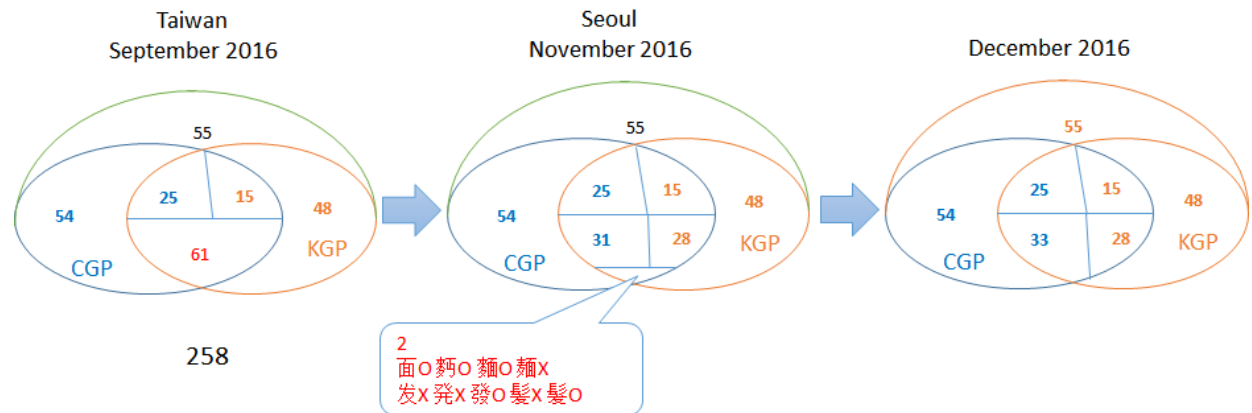 Taiwan
September 2016
55
25
15
48
54
61
CGP
KGP
258
Seoul
November 2016
55
25
15
48
54
31
28
CGP
KGP
2
面O 麪O 麵O 麺X
发X 発X 發O 髪X 髮O
December 2016
55
25
15
48
54
33
28
CGP
KGP